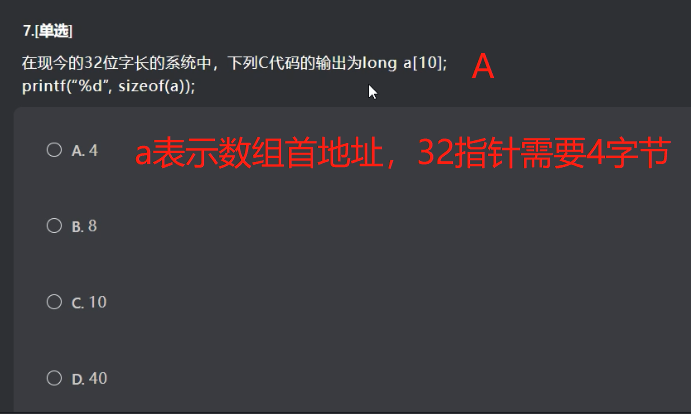 7.[单选]
在现今的32位字长的系统中，下列C代码的输出为long a[10]; A
printf(“%d”, sizeof(a));
A. 4 a表示数组首地址，32指针需要4字节
B. 8
C. 10
D. 40